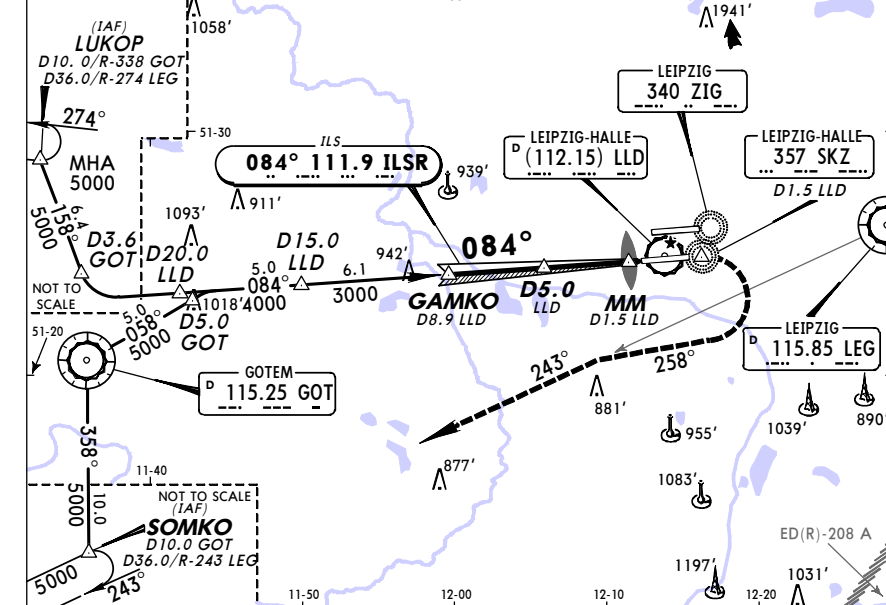 1058'
1941'
(IAF)
LUKOP
D10. 0/R-338 GOT
D36.0/R-274 LEG
274°
MHA
5000
51-30
LEIPZIG
340 ZIG
ILS
084° 111.9 ILSR
LEIPZIG-HALLE
D (112.15) LLD
LEIPZIG-HALLE
357 SKZ
D1.5 LLD
939'
911'
6.4
158°
5000
D3.6
GOT
1093'
D20.0
LLD
D15.0
LLD
942'
084°
5.0
084°
4000
6.1
3000
1018'
GAMKO
D8.9 LLD
D5.0
LLD
MM
D1.5 LLD
NOT TO
SCALE
51-20
5.0
058°
5000
D5.0
GOT
LEIPZIG
D 115.85 LEG
GOTEM
D 115.25 GOT
243°
258°
881'
1039'
890'
955'
358°
10.0
5000
11-40
877'
1083'
NOT TO SCALE
(IAF)
SOMKO
D10.0 GOT
D36.0/R-243 LEG
5000
243°
ED(R)-208 A
1197'
1031'
11-50
12-00
12-10
12-20